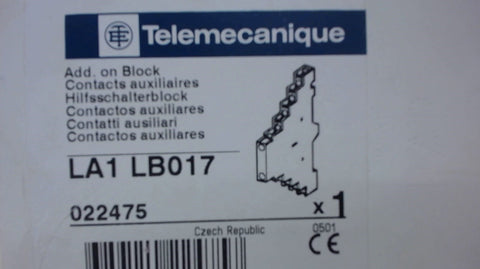 Telemecanique
Add. on Block
Contacts auxiliaires
Hilfsschalterblock
Contactos auxiliares
Contatti ausiliari
Contactos auxiliares
LA1 LB017
022475
x 1
Czech Republic
0501
CE